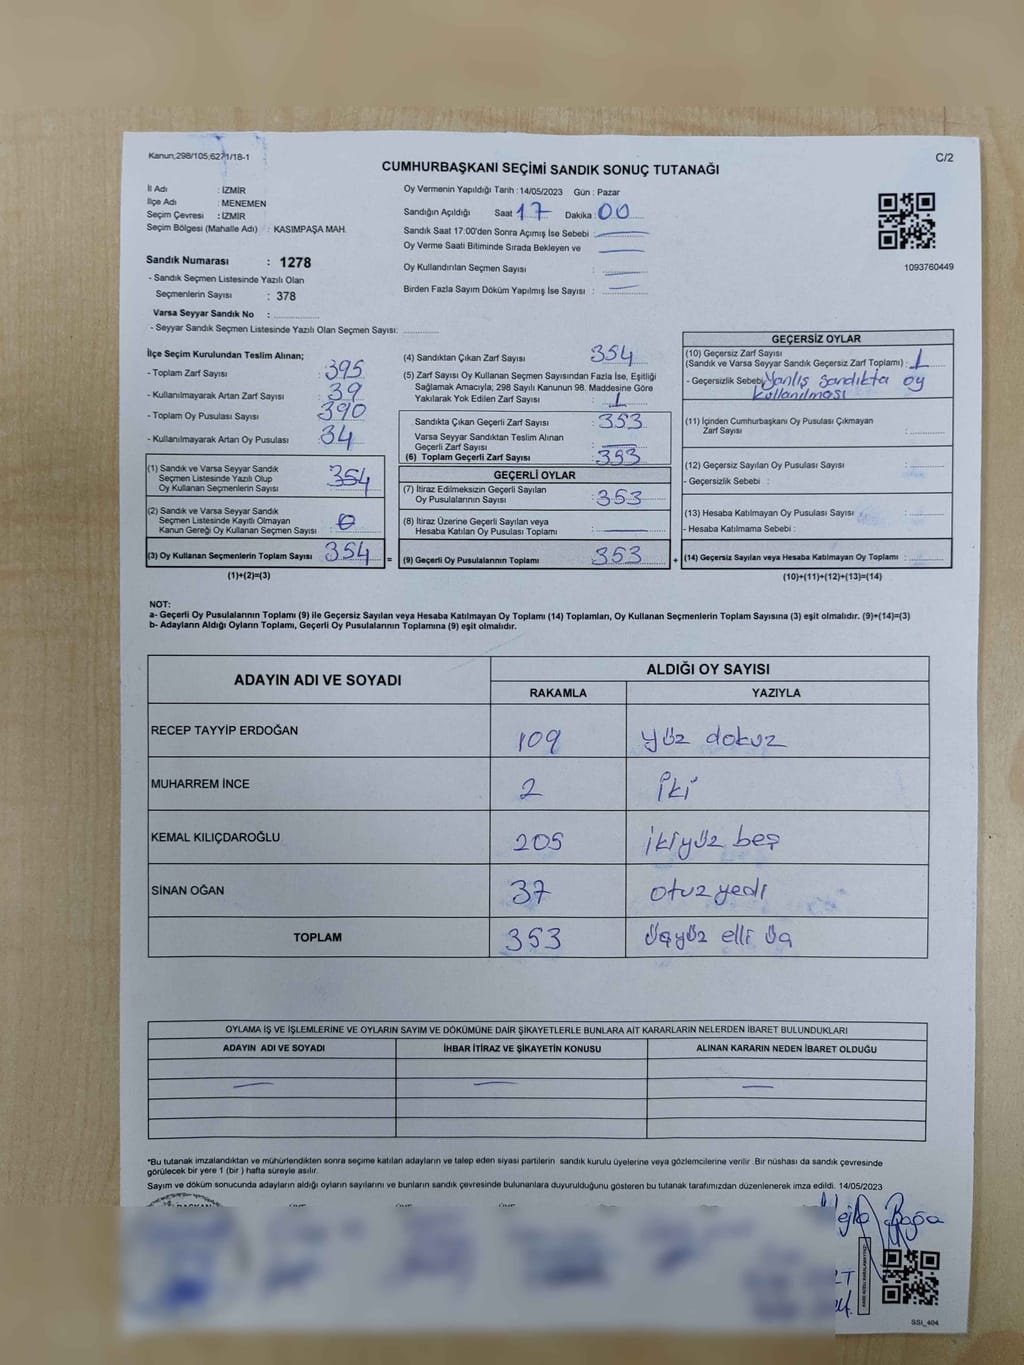 Kanun,298/105,6271/18-1
C/2
CUMHURBAŞKANI SEÇİMİ SANDIK SONUÇ TUTANAĞI
İl Adı : İZMİR
İlçe Adı : MENEMEN
Seçim Çevresi : İZMİR
Seçim Bölgesi (Mahalle Adı) : KASIMPAŞA MAH.
Sandık Numarası : 1278
- Sandık Seçmen Listesinde Yazılı Olan
Seçmenlerin Sayısı : 378
Varsa Seyyar Sandık No :
- Seyyar Sandık Seçmen Listesinde Yazılı Olan Seçmen Sayısı:
Oy Vermenin Yapıldığı Tarih : 14/05/2023 Gün : Pazar
Sandığın Açıldığı Saat 17 Dakika : 00
Sandık Saat 17:00'den Sonra Açımış İse Sebebi :
Oy Verme Saati Bitiminde Sırada Bekleyen ve
Oy Kullandırılan Seçmen Sayısı :
Birden Fazla Sayım Döküm Yapılmış İse Sayısı :
1093760449
İlçe Seçim Kurulundan Teslim Alınan;
- Toplam Zarf Sayısı : 395
- Kullanılmayarak Artan Zarf Sayısı : 39
- Toplam Oy Pusulası Sayısı : 390
- Kullanılmayarak Artan Oy Pusulası : 34
(1) Sandık ve Varsa Seyyar Sandık
Seçmen Listesinde Yazılı Olup
Oy Kullanan Seçmenlerin Sayısı : 354
(2) Sandık ve Varsa Seyyar Sandık
Seçmen Listesinde Kayıtlı Olmayan
Kanun Gereği Oy Kullanan Seçmen Sayısı : 0
(3) Oy Kullanan Seçmenlerin Toplam Sayısı : 354
(1)+(2)=(3)
=
(4) Sandıktan Çıkan Zarf Sayısı : 354
(5) Zarf Sayısı Oy Kullanan Seçmen Sayısından Fazla İse, Eşitliği
Sağlamak Amacıyla; 298 Sayılı Kanunun 98. Maddesine Göre
Yakılarak Yok Edilen Zarf Sayısı : 1
Sandıkta Çıkan Geçerli Zarf Sayısı : 353
Varsa Seyyar Sandıktan Teslim Alınan
Geçerli Zarf Sayısı :
(6) Toplam Geçerli Zarf Sayısı : 353
GEÇERLİ OYLAR
(7) İtiraz Edilmeksizin Geçerli Sayılan
Oy Pusulalarının Sayısı : 353
(8) İtiraz Üzerine Geçerli Sayılan veya
Hesaba Katılan Oy Pusulası Toplamı :
(9) Geçerli Oy Pusulalarının Toplamı : 353
+
GEÇERSİZ OYLAR
(10) Geçersiz Zarf Sayısı
(Sandık ve Varsa Seyyar Sandık Geçersiz Zarf Toplamı) : 1
- Geçersizlik Sebebi Yanlış sandıkta oy
kullanılması
(11) İçinden Cumhurbaşkanı Oy Pusulası Çıkmayan
Zarf Sayısı :
(12) Geçersiz Sayılan Oy Pusulası Sayısı :
- Geçersizlik Sebebi :
(13) Hesaba Katılmayan Oy Pusulası Sayısı :
- Hesaba Katılmama Sebebi :
(14) Geçersiz Sayılan veya Hesaba Katılmayan Oy Toplamı :
(10)+(11)+(12)+(13)=(14)
NOT:
a- Geçerli Oy Pusulalarının Toplamı (9) ile Geçersiz Sayılan veya Hesaba Katılmayan Oy Toplamı (14) Toplamları, Oy Kullanan Seçmenlerin Toplam Sayısına (3) eşit olmalıdır. (9)+(14)=(3)
b- Adayların Aldığı Oyların Toplamı, Geçerli Oy Pusulalarının Toplamına (9) eşit olmalıdır.
ADAYIN ADI VE SOYADI
ALDIĞI OY SAYISI
RAKAMLA YAZIYLA
RECEP TAYYİP ERDOĞAN 109 yüz dokuz
MUHARREM İNCE 2 iki
KEMAL KILIÇDAROĞLU 205 ikiyüz beş
SİNAN OĞAN 37 otuzyedi
TOPLAM 353 üçyüz elli üç
OYLAMA İŞ VE İŞLEMLERİNE VE OYLARIN SAYIM VE DÖKÜMÜNE DAİR ŞİKAYETLERLE BUNLARA AİT KARARLARIN NELERDEN İBARET BULUNDUKLARI
ADAYIN ADI VE SOYADI İHBAR İTİRAZ VE ŞİKAYETİN KONUSU ALINAN KARARIN NEDEN İBARET OLDUĞU
*Bu tutanak imzalandıktan ve mühürlendikten sonra seçime katılan adayların ve talep eden siyasi partilerin sandık kurulu üyelerine veya gözlemcilerine verilir. Bir nüshası da sandık çevresinde
görülecek bir yere 1 (bir) hafta süreyle asılır.
Sayım ve döküm sonucunda adayların aldığı oyların sayılarını ve bunların sandık çevresinde bulunanlara duyurulduğunu gösteren bu tutanak tarafımızdan düzenlenerek imza edildi. 14/05/2023
SSI_404